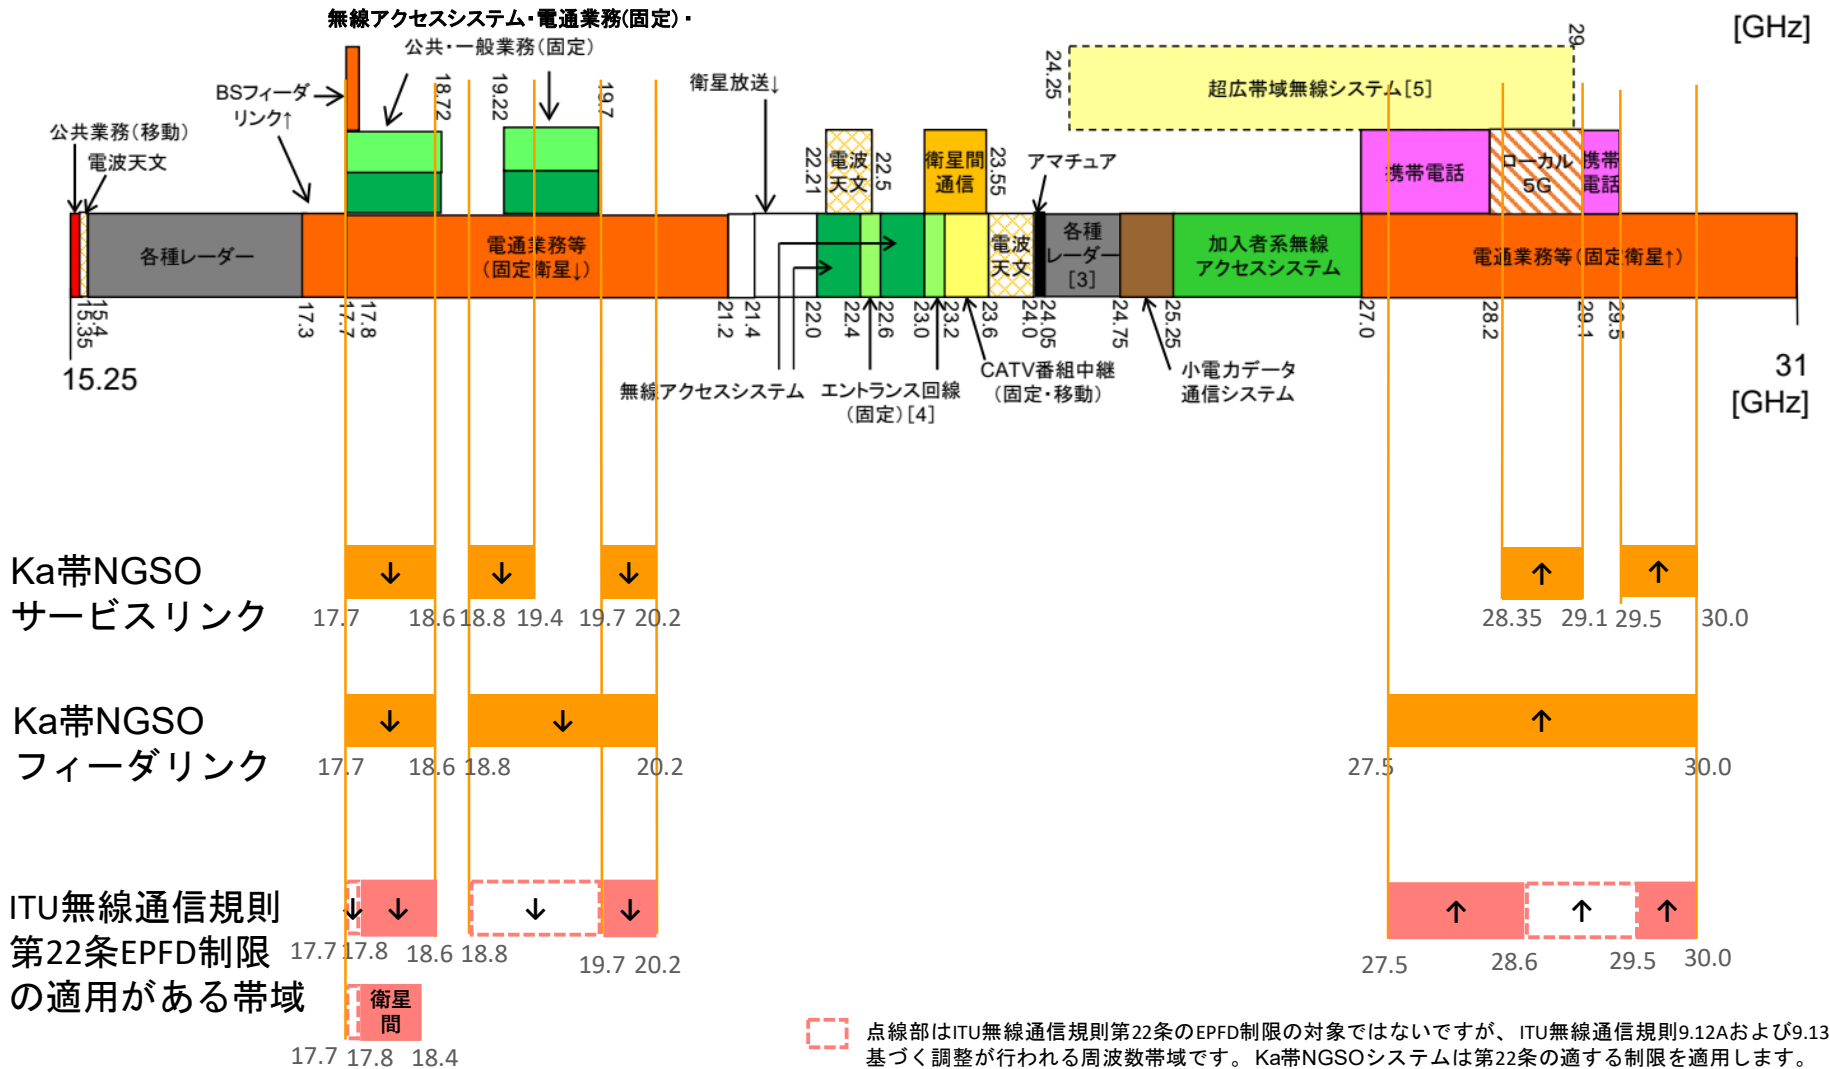 無線アクセスシステム・電通業務(固定)・
公共・一般業務(固定)
[GHz]
BSフィーダ
リンク↑
18.72
19.22
19.7
衛星放送↓
24.25
29
超広帯域無線システム[5]
公共業務(移動)
電波天文
22.21
電波
天文
22.5
衛星間
通信
23.55
アマチュア
携帯電話
ローカル
5G
携帯
電話
各種レーダー
電通業務等
(固定衛星↓)
電波
天文
各種
レーダー
[3]
加入者系無線
アクセスシステム
電通業務等(固定衛星↑)
15.35
15.4
17.3
17.7
17.8
21.2
21.4
22.0
22.4
22.6
23.0
23.2
23.6
24.0
24.05
24.75
25.25
27.0
28.2
29.1
29.5
15.25
31
[GHz]
無線アクセスシステム
エントランス回線
(固定)[4]
CATV番組中継
(固定・移動)
小電力データ
通信システム
Ka帯NGSO
サービスリンク
↓ ↓ ↓ ↑ ↑
17.7 18.6 18.8 19.4 19.7 20.2 28.35 29.1 29.5 30.0
Ka帯NGSO
フィーダリンク
↓ ↓ ↑
17.7 18.6 18.8 20.2 27.5 30.0
ITU無線通信規則
第22条EPFD制限
の適用がある帯域
↓ ↓ ↓ ↓ ↑ ↑ ↑
17.7 17.8 18.6 18.8 19.7 20.2 27.5 28.6 29.5 30.0
衛星
間
17.7 17.8 18.4
点線部はITU無線通信規則第22条のEPFD制限の対象ではないですが、ITU無線通信規則9.12Aおよび9.13
基づく調整が行われる周波数帯域です。Ka帯NGSOシステムは第22条の適する制限を適用します。